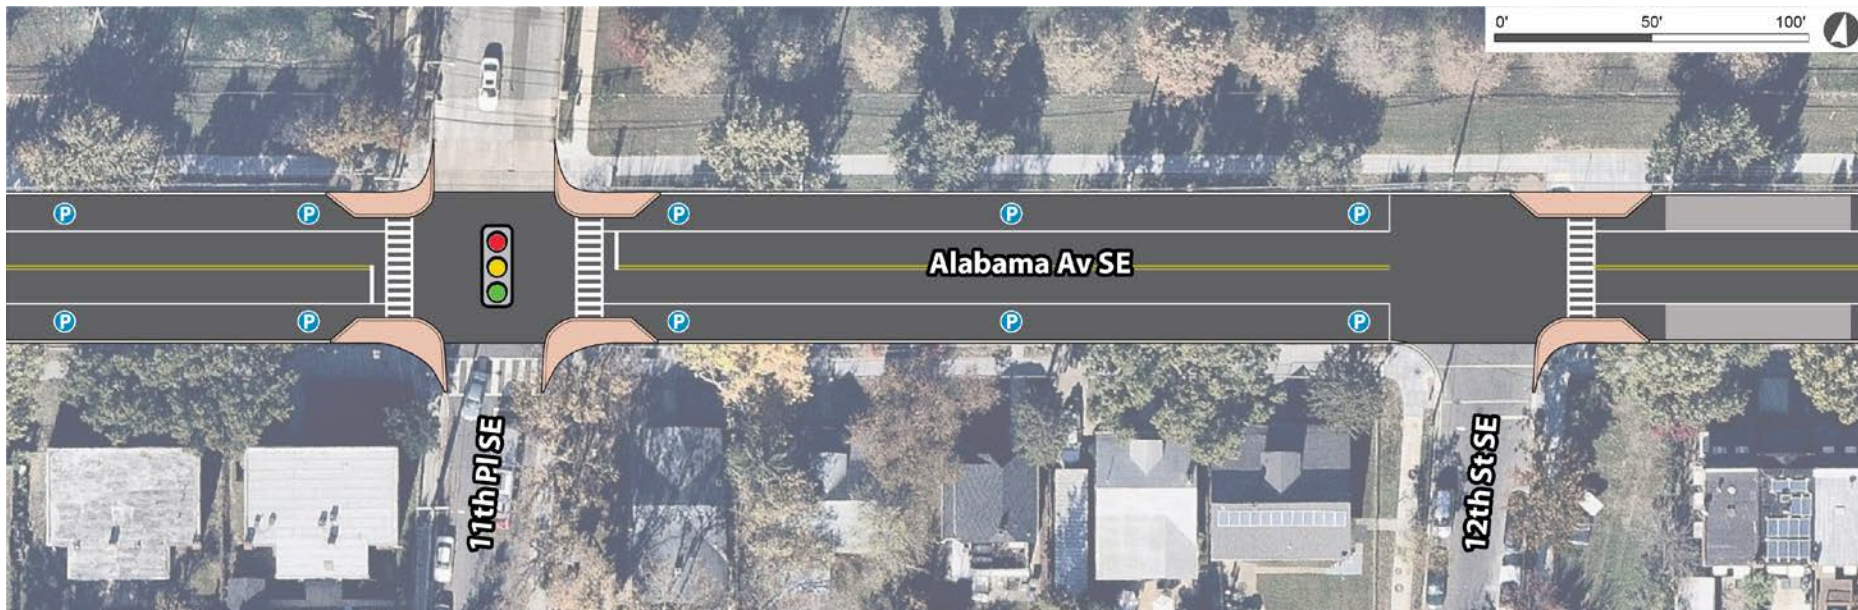 0' 50' 100'
P P P P P
Alabama Av SE
P P P P P
11th Pl SE
12th St SE